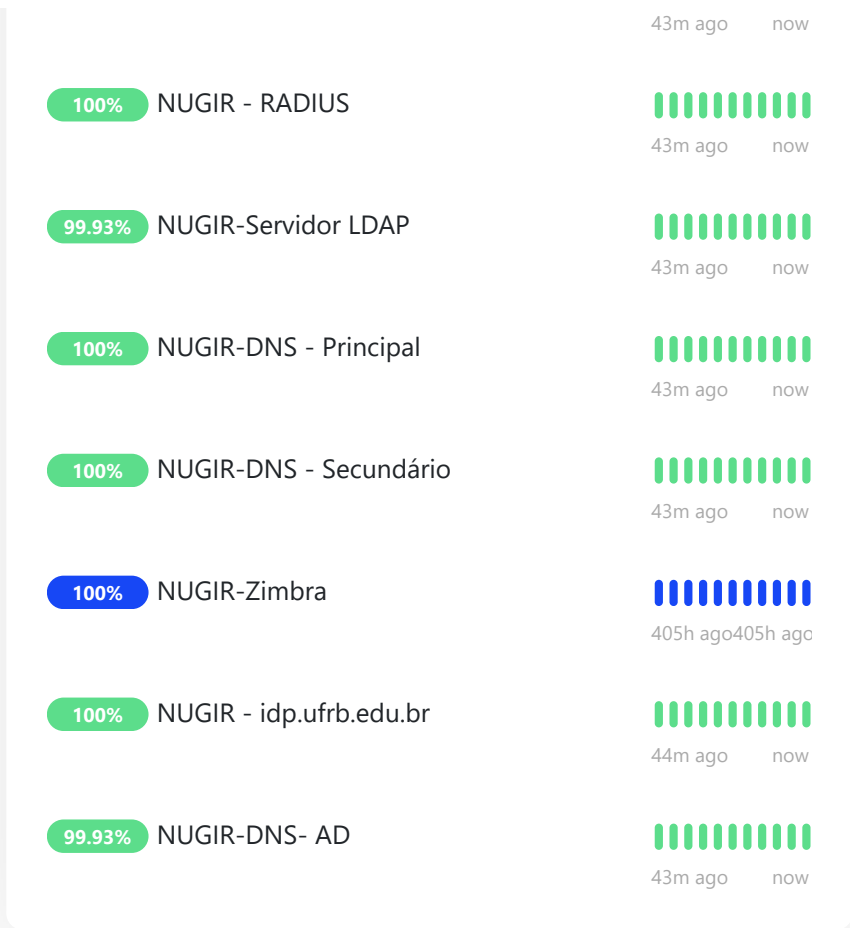 43m ago now
100% NUGIR - RADIUS
43m ago now
99.93% NUGIR-Servidor LDAP
43m ago now
100% NUGIR-DNS - Principal
43m ago now
100% NUGIR-DNS - Secundário
43m ago now
100% NUGIR-Zimbra
405h ago405h ago
100% NUGIR - idp.ufrb.edu.br
44m ago now
99.93% NUGIR-DNS- AD
43m ago now